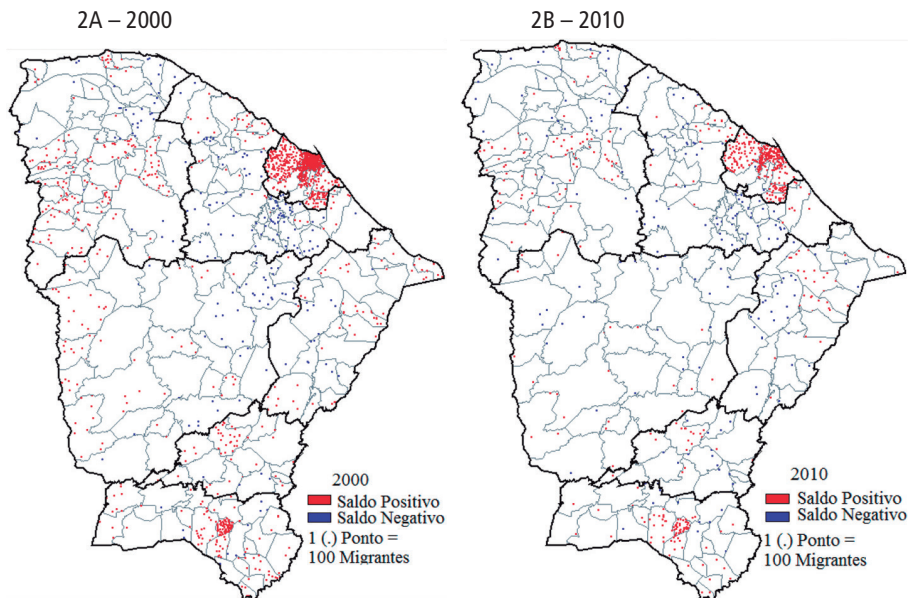 2A – 2000
2B – 2010
2000
Saldo Positivo
Saldo Negativo
1 (.) Ponto =
100 Migrantes
2010
Saldo Positivo
Saldo Negativo
1 (.) Ponto =
100 Migrantes